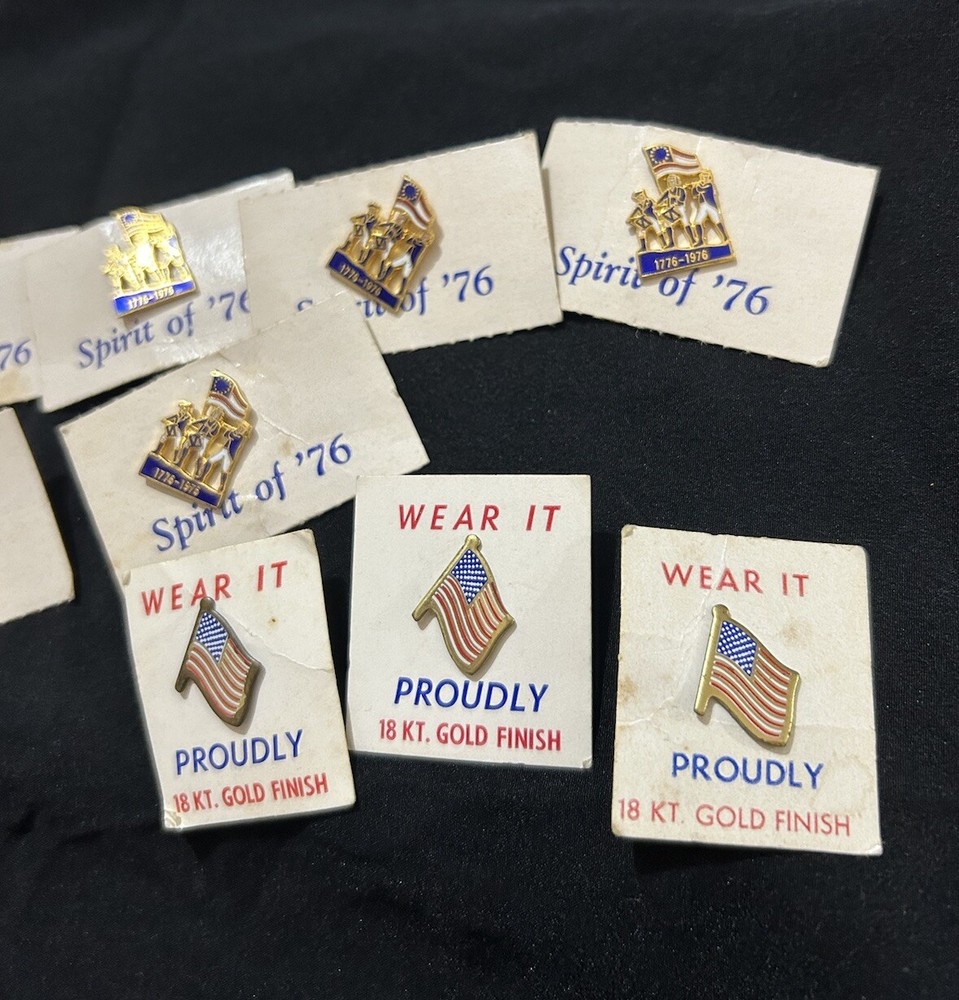 76
1776-1976
Spirit of '76
1776-1976
Spirit of '76
1776-1976
Spirit of '76
1776-1976
Spirit of '76
WEAR IT
PROUDLY
18 KT. GOLD FINISH
WEAR IT
PROUDLY
18 KT. GOLD FINISH
WEAR IT
PROUDLY
18 KT. GOLD FINISH